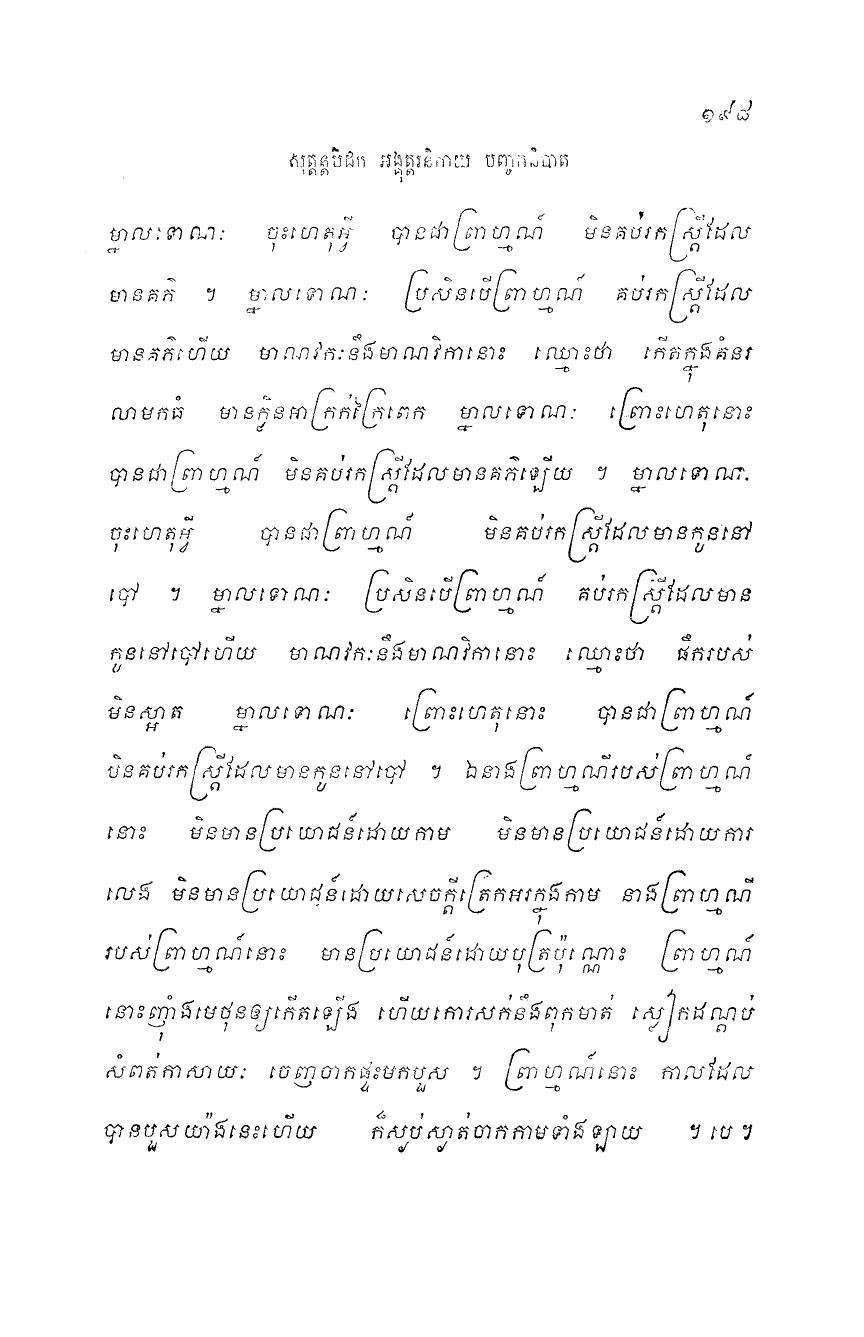 ១៩៨
សុត្តន្តបិដក អង្គុត្តរនិកាយ បញ្ចកនិបាត
ម្នាលទោណៈ ចុះហេតុអ្វី បានជាព្រាហ្មណ៍ មិនគប់រកស្ត្រីដែល
មានគភ៌ ។ ម្នាលទោណៈ ប្រសិនបើព្រាហ្មណ៍ គប់រកស្ត្រីដែល
មានគភ៌ហើយ មាណវកៈនឹងមាណវិកានោះ ឈ្មោះថា កើតក្នុងគំនរ
លាមកធំ មានក្លិនអាក្រក់ក្រៃពេក ម្នាលទោណៈ ព្រោះហេតុនោះ
បានជាព្រាហ្មណ៍ មិនគប់រកស្ត្រីដែលមានគភ៌ឡើយ ។ ម្នាលទោណៈ
ចុះហេតុអ្វី បានជាព្រាហ្មណ៍ មិនគប់រកស្ត្រីដែលមានកូននៅ
បៅ ។ ម្នាលទោណៈ ប្រសិនបើព្រាហ្មណ៍ គប់រកស្ត្រីដែលមាន
កូននៅបៅហើយ មាណវកៈនឹងមាណវិកានោះ ឈ្មោះថា ផឹករបស់
មិនស្អាត ម្នាលទោណៈ ព្រោះហេតុនោះ បានជាព្រាហ្មណ៍
មិនគប់រកស្ត្រីដែលមានកូននៅបៅ ។ ឯនាងព្រាហ្មណីរបស់ព្រាហ្មណ៍
នោះ មិនមានប្រយោជន៍ដោយកាម មិនមានប្រយោជន៍ដោយការ
លេង មិនមានប្រយោជន៍ដោយសេចក្តីត្រេកអរក្នុងកាម នាងព្រាហ្មណី
របស់ព្រាហ្មណ៍នោះ មានប្រយោជន៍ដោយបុត្រប៉ុណ្ណោះ ព្រាហ្មណ៍
នោះញុំាងមេថុនឲ្យកើតឡើង ហើយកោរសក់នឹងពុកមាត់ ស្លៀកដណ្តប់
សំពត់កាសាយៈ ចេញចាកផ្ទះមកបួស ។ ព្រាហ្មណ៍នោះ កាលដែល
បានបួសយ៉ាងនេះហើយ ក៏ស្ងប់ស្ងាត់ចាកកាមទាំងឡាយ ។ បេ ។